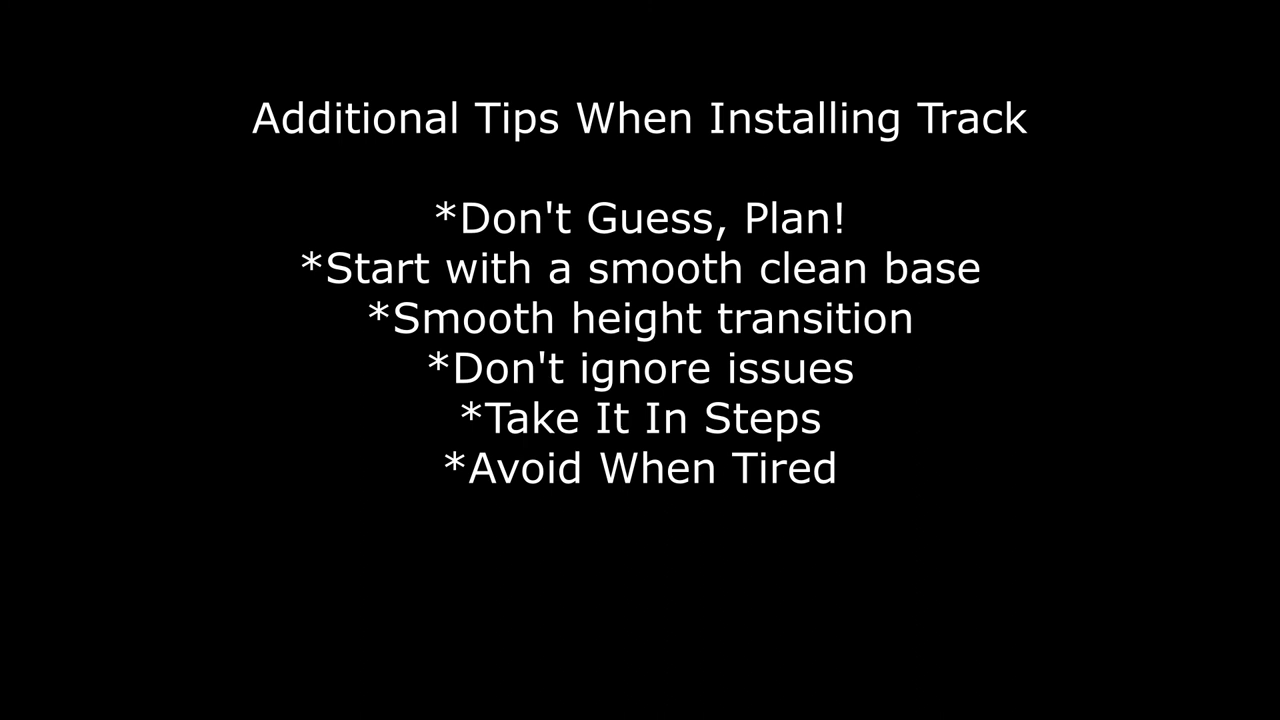 Additional Tips When Installing Track
*Don't Guess, Plan!
*Start with a smooth clean base
*Smooth height transition
*Don't ignore issues
*Take It In Steps
*Avoid When Tired